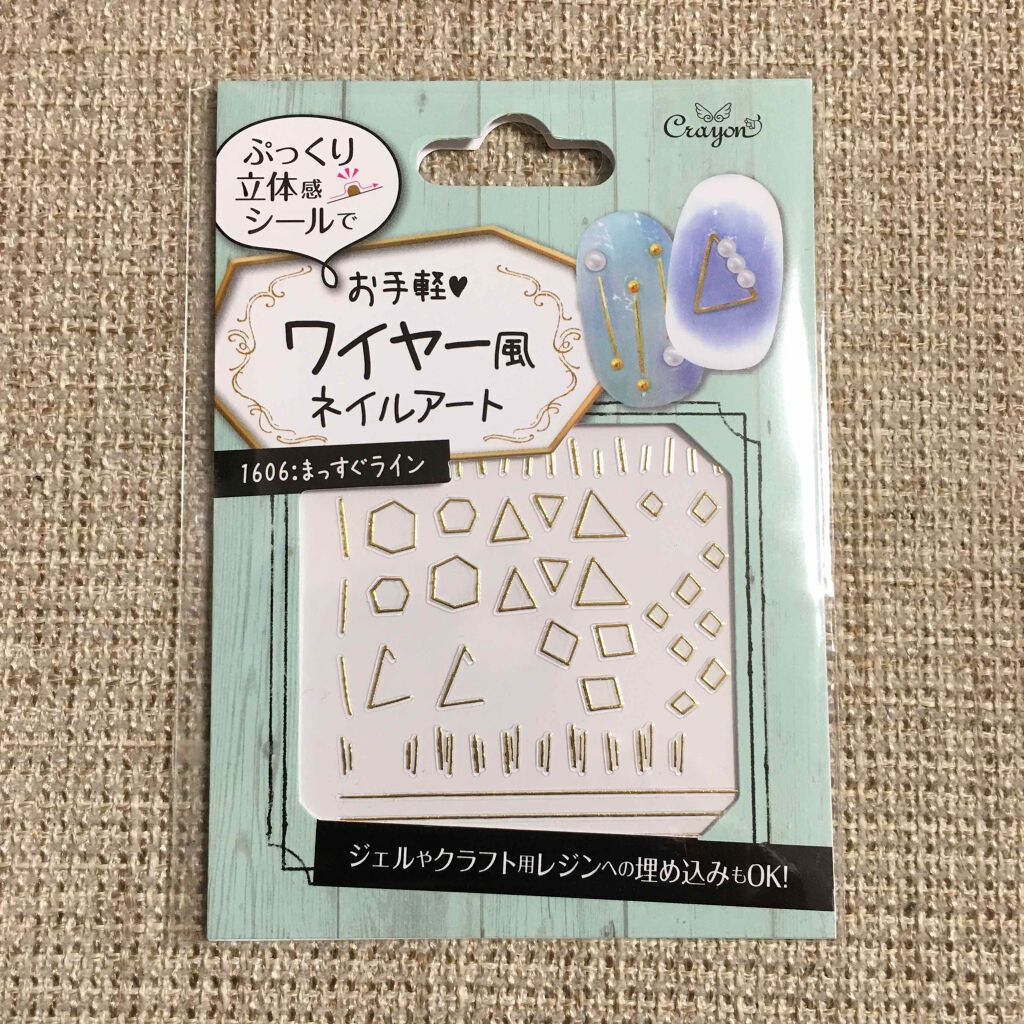 Crayon
ぷっくり
立体感
シールで
お手軽♥
ワイヤー風
ネイルアート
1606:まっすぐライン
ジェルやクラフト用レジンへの埋め込みもOK!